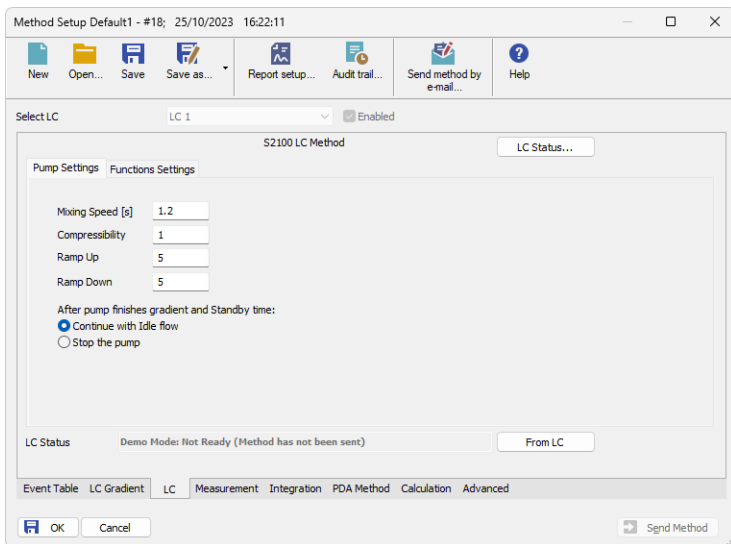 Method Setup Default1 - #18;  25/10/2023  16:22:11
New Open... Save Save as... Report setup... Audit trail... Send method by e-mail... Help
Select LC LC 1 Enabled
S2100 LC Method LC Status...
Pump Settings Functions Settings
Mixing Speed [s] 1.2
Compressibility 1
Ramp Up 5
Ramp Down 5
After pump finishes gradient and Standby time:
Continue with Idle flow
Stop the pump
LC Status Demo Mode: Not Ready (Method has not been sent) From LC
Event Table LC Gradient LC Measurement Integration PDA Method Calculation Advanced
OK Cancel Send Method